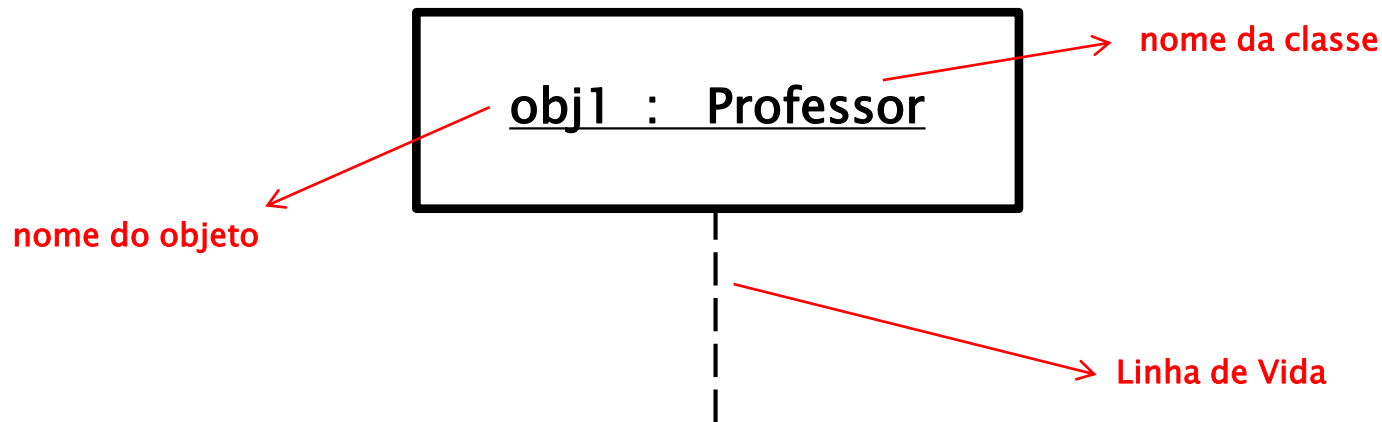 nome da classe
obj1 : Professor
nome do objeto
Linha de Vida